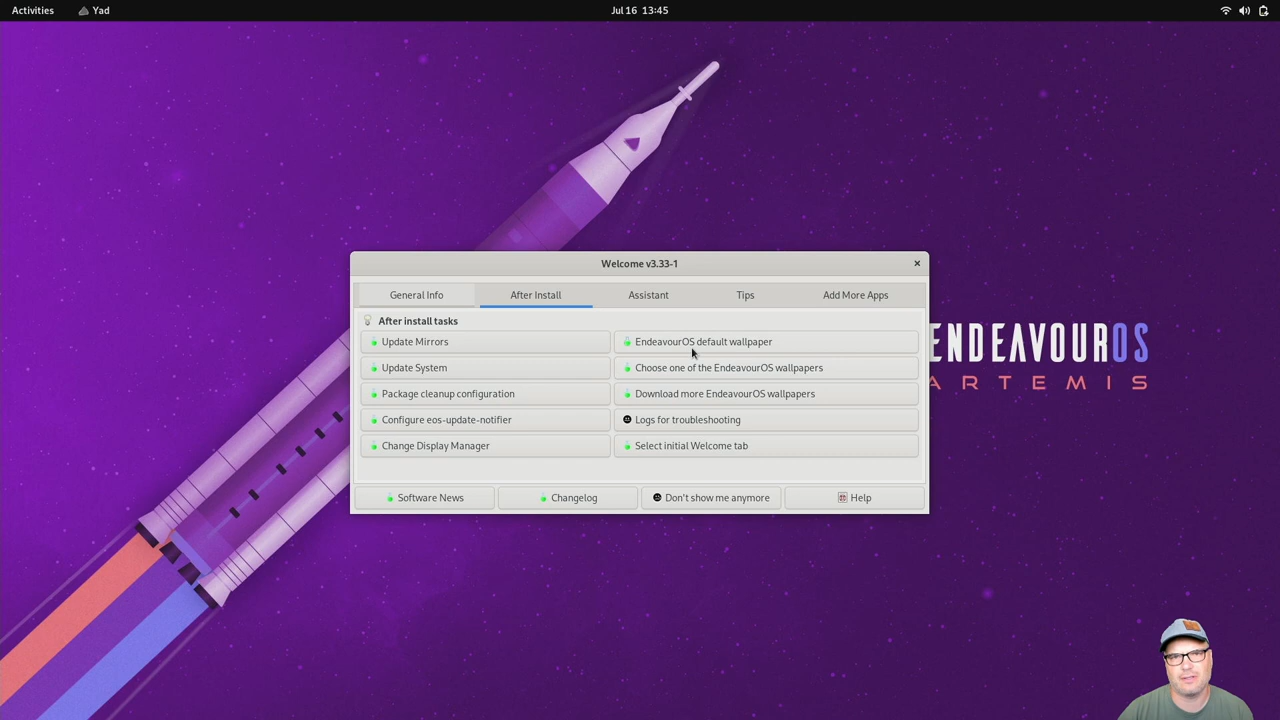 Activities
Yad
Jul 16 13:45
Welcome v3.33-1
General Info
After Install
Assistant
Tips
Add More Apps
After install tasks
Update Mirrors
EndeavourOS default wallpaper
Update System
Choose one of the EndeavourOS wallpapers
Package cleanup configuration
Download more EndeavourOS wallpapers
Configure eos-update-notifier
Logs for troubleshooting
Change Display Manager
Select initial Welcome tab
Software News
Changelog
Don't show me anymore
Help
ENDEAVOUROS
ARTEMIS